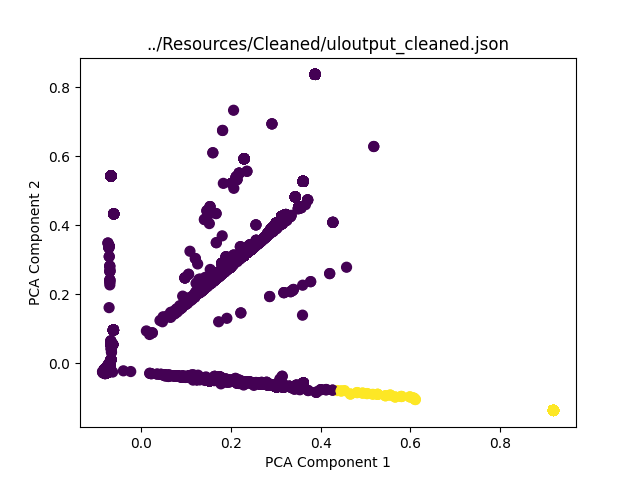 ../Resources/Cleaned/uloutput_cleaned.json
PCA Component 2
0.8
0.6
0.4
0.2
0.0
0.0 0.2 0.4 0.6 0.8
PCA Component 1